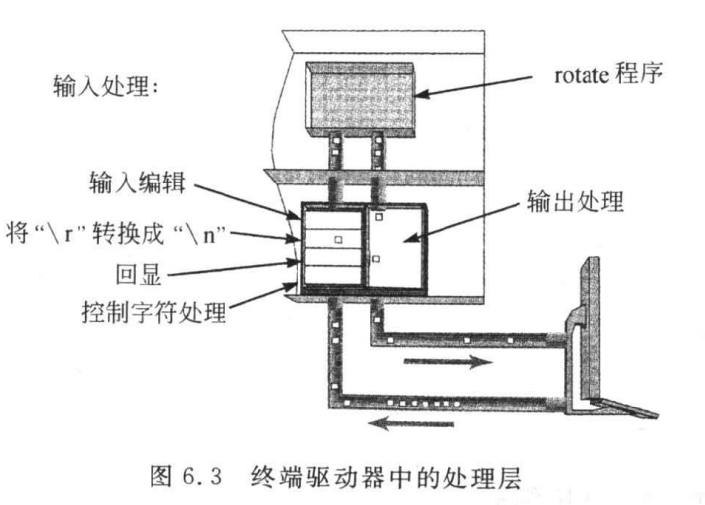 输入处理:
rotate 程序
输入编辑
输出处理
将“\r”转换成“\n”
回显
控制字符处理
图 6.3 终端驱动器中的处理层